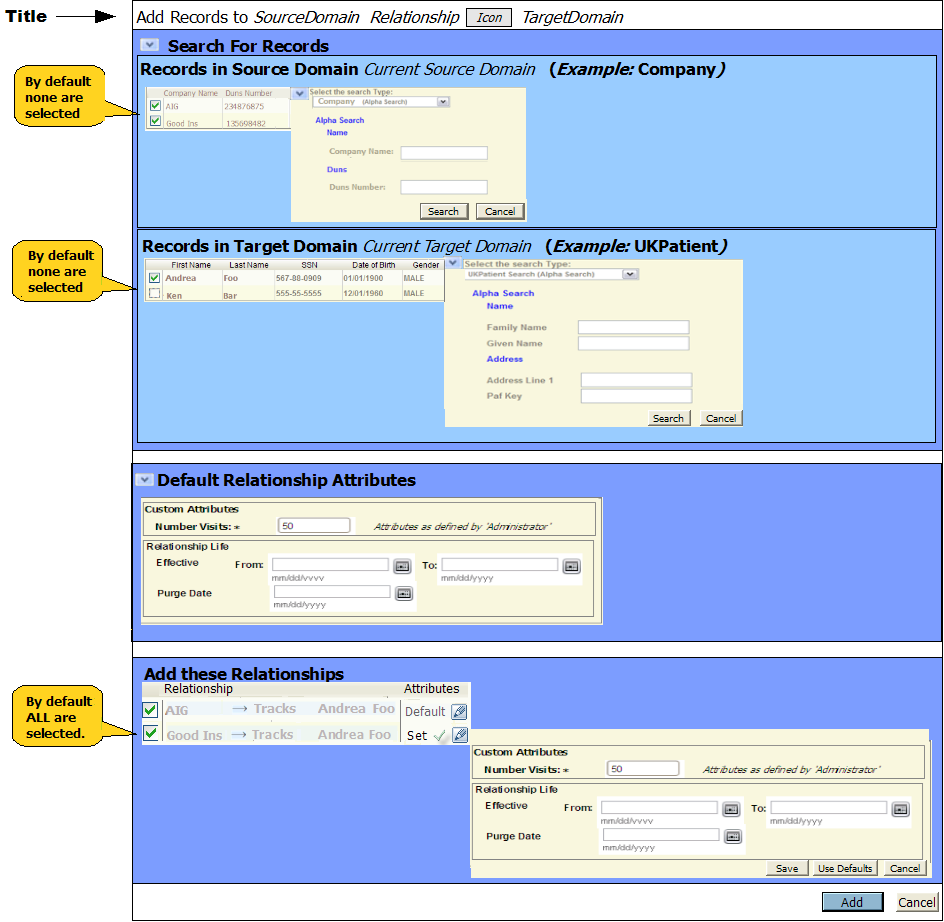 Title
Add Records to SourceDomain Relationship Icon TargetDomain
Search For Records
Records in Source Domain Current Source Domain (Example: Company)
By default
none are
selected
Company Name Duns Number
AIG 234876875
Good Ins 135698482
Select the search Type:
Company (Alpha Search)
Alpha Search
Name
Company Name:
Duns
Duns Number:
Search Cancel
Records in Target Domain Current Target Domain (Example: UKPatient)
By default
none are
selected
First Name Last Name SSN Date of Birth Gender
Andrea Foo 567-88-0909 01/01/1900 MALE
Ken Bar 555-55-5555 12/01/1960 MALE
Select the search Type:
UKPatient Search (Alpha Search)
Alpha Search
Name
Family Name
Given Name
Address
Address Line 1
Paf Key
Search Cancel
Default Relationship Attributes
Custom Attributes
Number Visits: * 50 Attributes as defined by 'Administrator'
Relationship Life
Effective From: To:
mm/dd/yyyy mm/dd/yyyy
Purge Date
mm/dd/yyyy
Add these Relationships
By default
ALL are
selected.
Relationship Attributes
AIG → Tracks Andrea Foo Default
Good Ins → Tracks Andrea Foo Set
Custom Attributes
Number Visits: * 50 Attributes as defined by 'Administrator'
Relationship Life
Effective From: To:
mm/dd/yyyy mm/dd/yyyy
Purge Date
mm/dd/yyyy
Save Use Defaults Cancel
Add Cancel